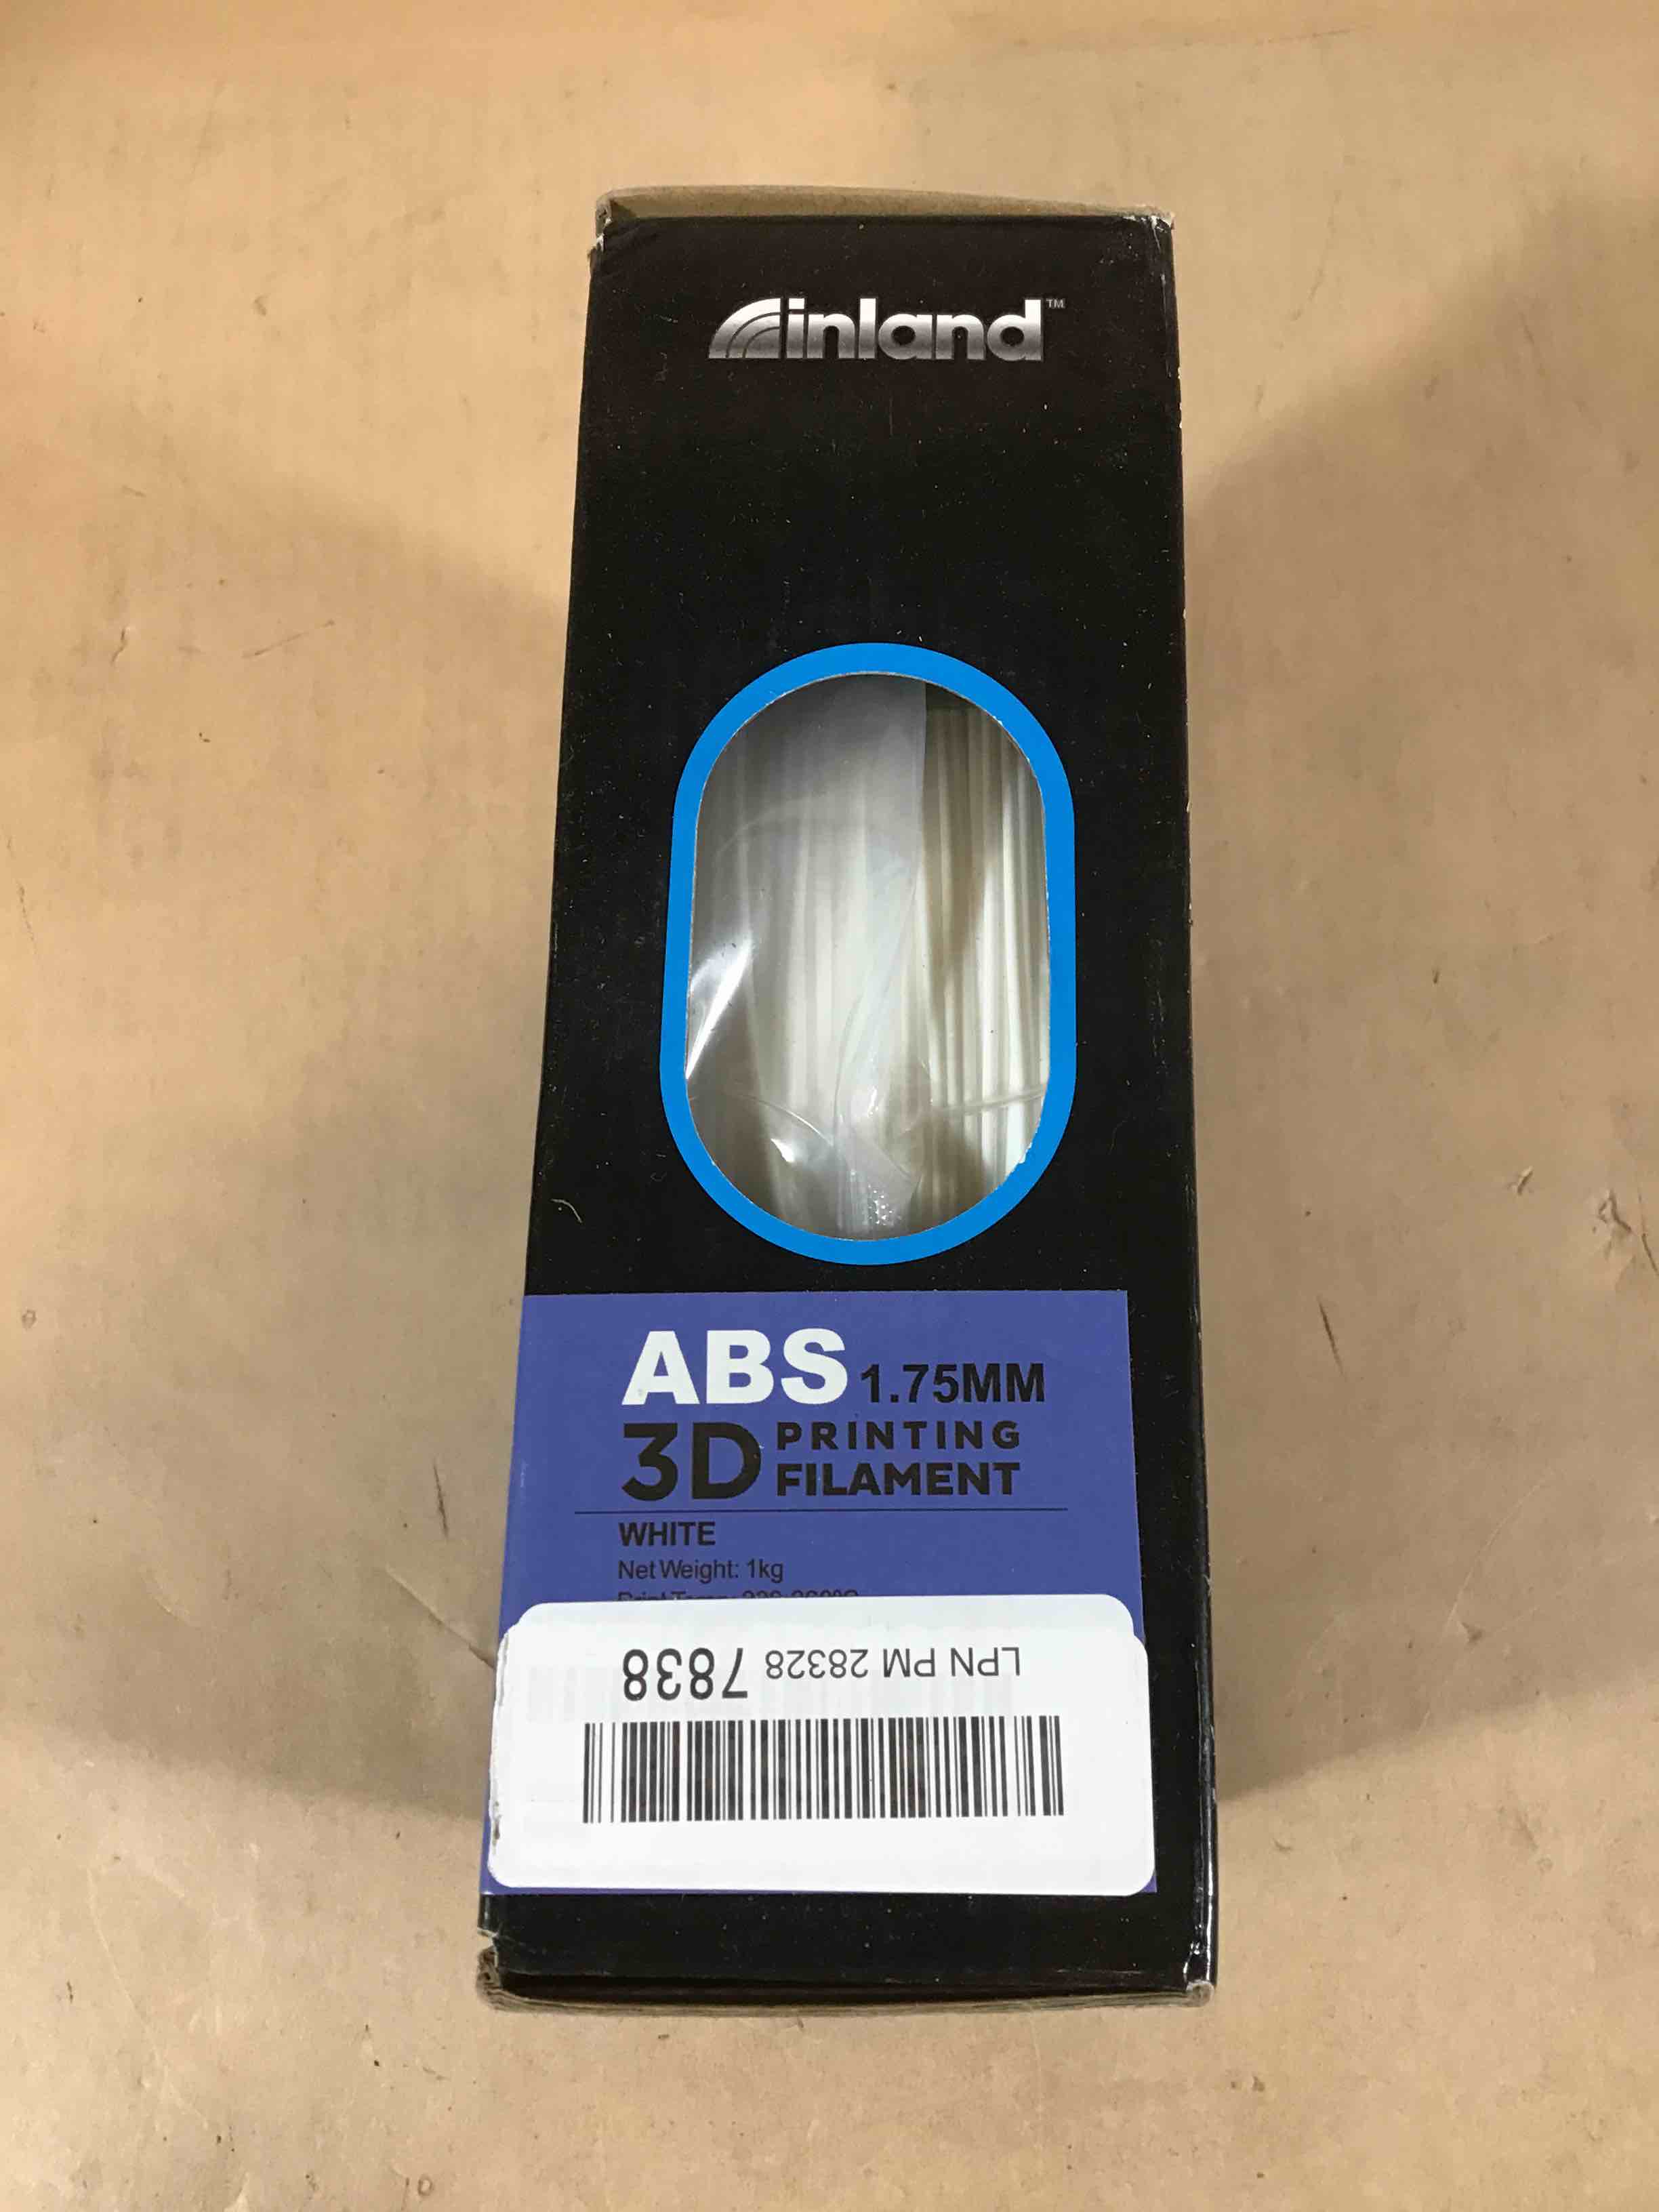 inland™
ABS 1.75MM
3D PRINTING
FILAMENT
WHITE
Net Weight: 1kg
LPN PM 28328 7838